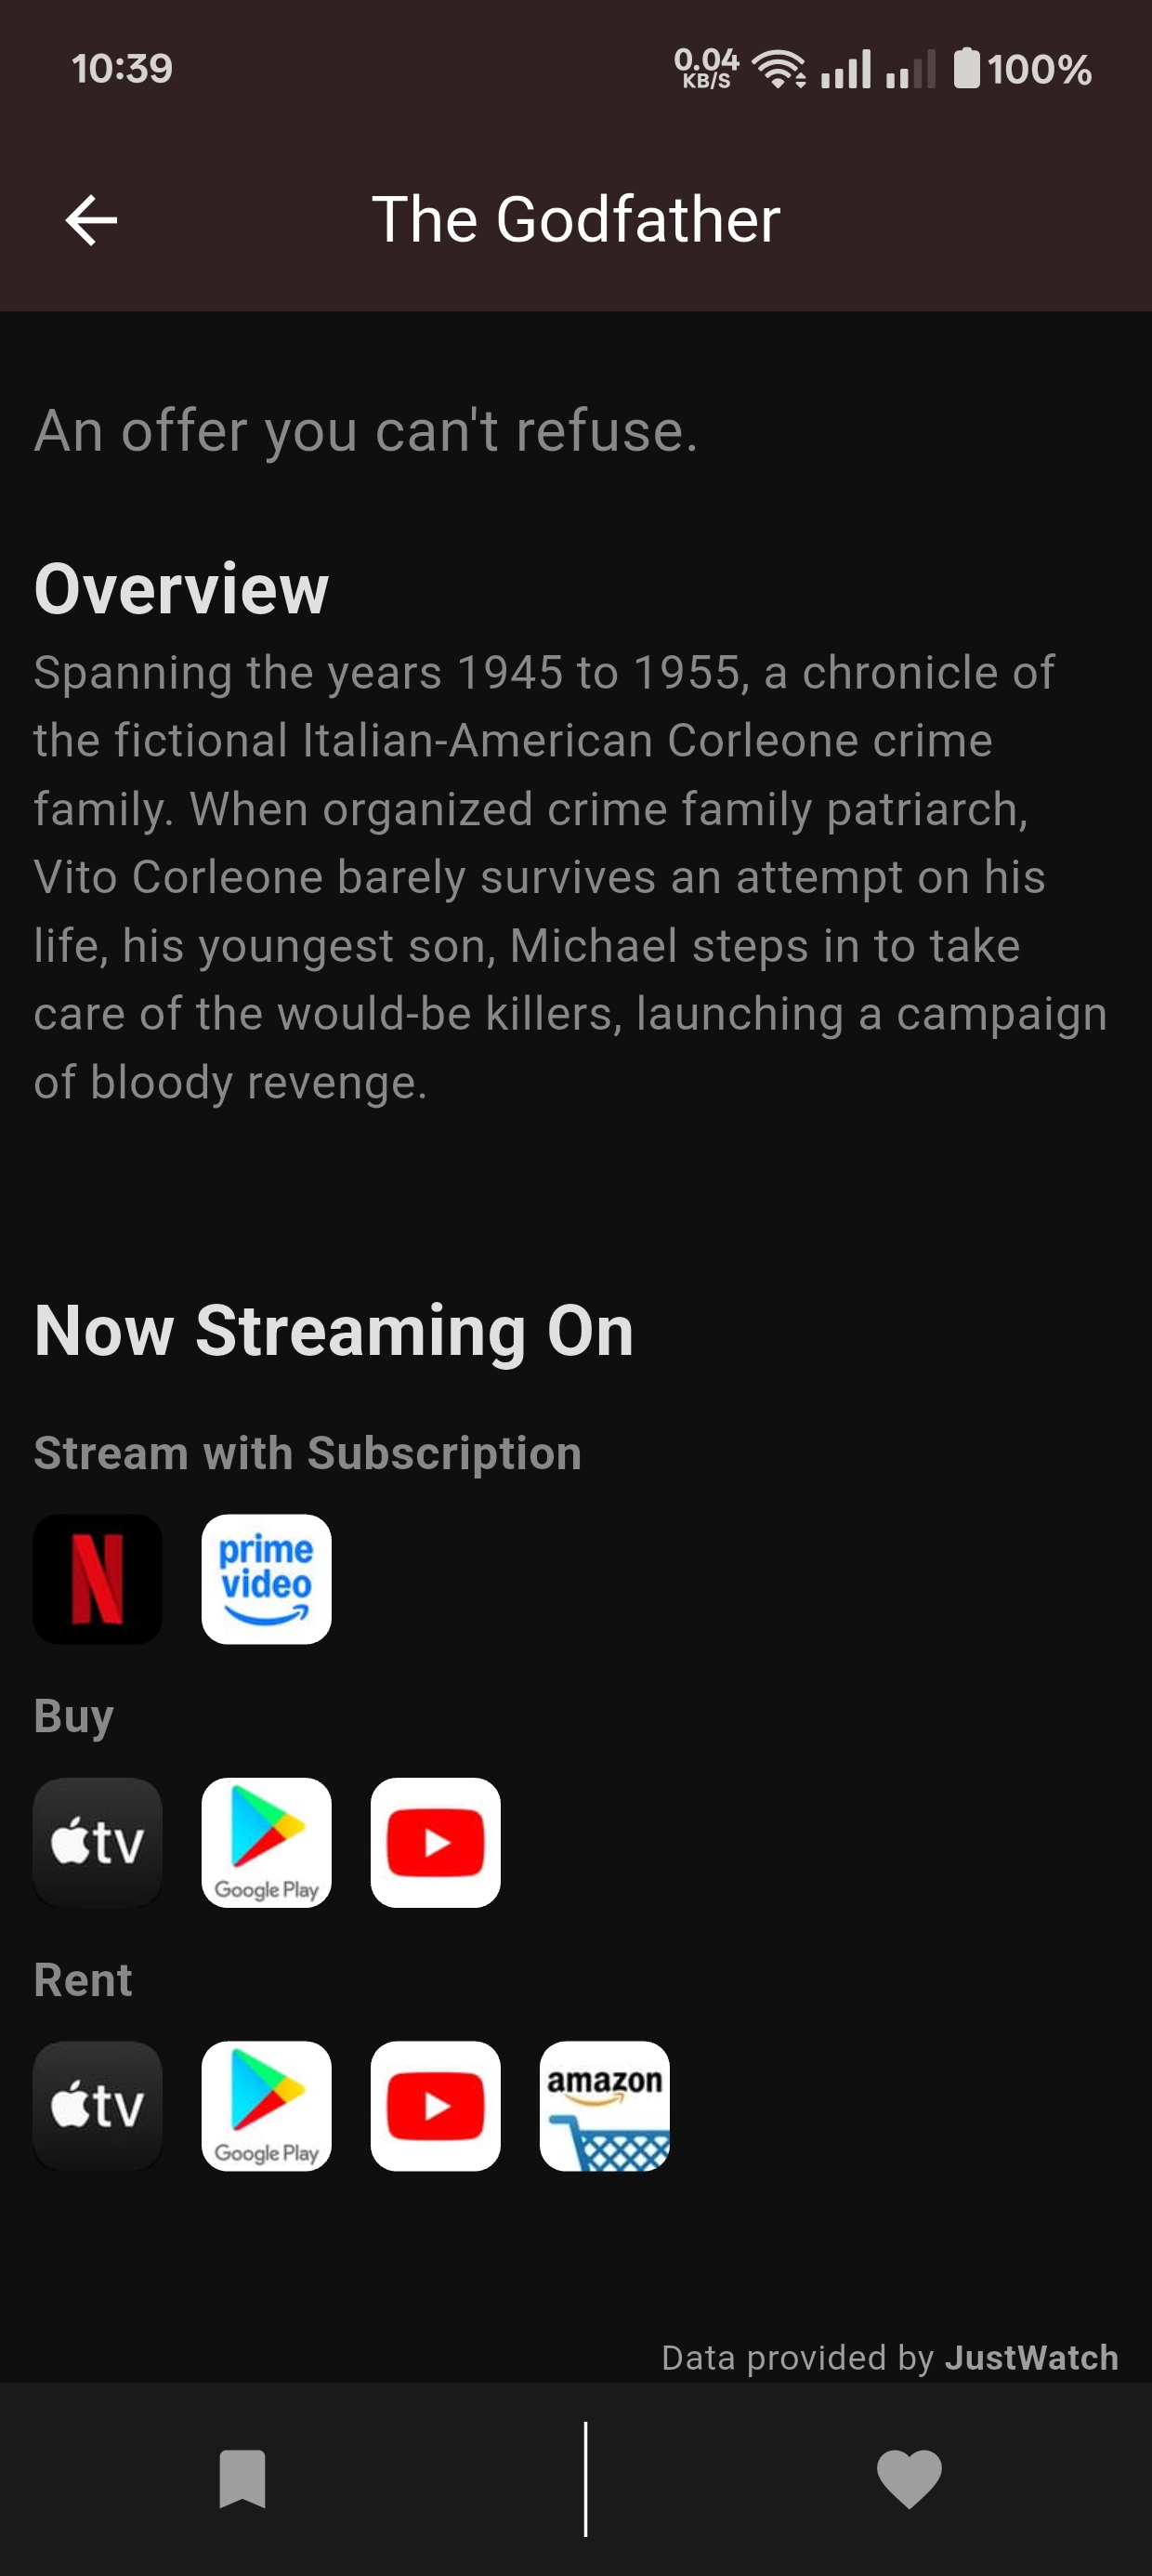 10:39
0.04
KB/S
100%
The Godfather
An offer you can't refuse.
Overview
Spanning the years 1945 to 1955, a chronicle of
the fictional Italian-American Corleone crime
family. When organized crime family patriarch,
Vito Corleone barely survives an attempt on his
life, his youngest son, Michael steps in to take
care of the would-be killers, launching a campaign
of bloody revenge.
Now Streaming On
Stream with Subscription
N
prime
video
Buy
tv
Google Play
Rent
tv
Google Play
amazon
Data provided by JustWatch